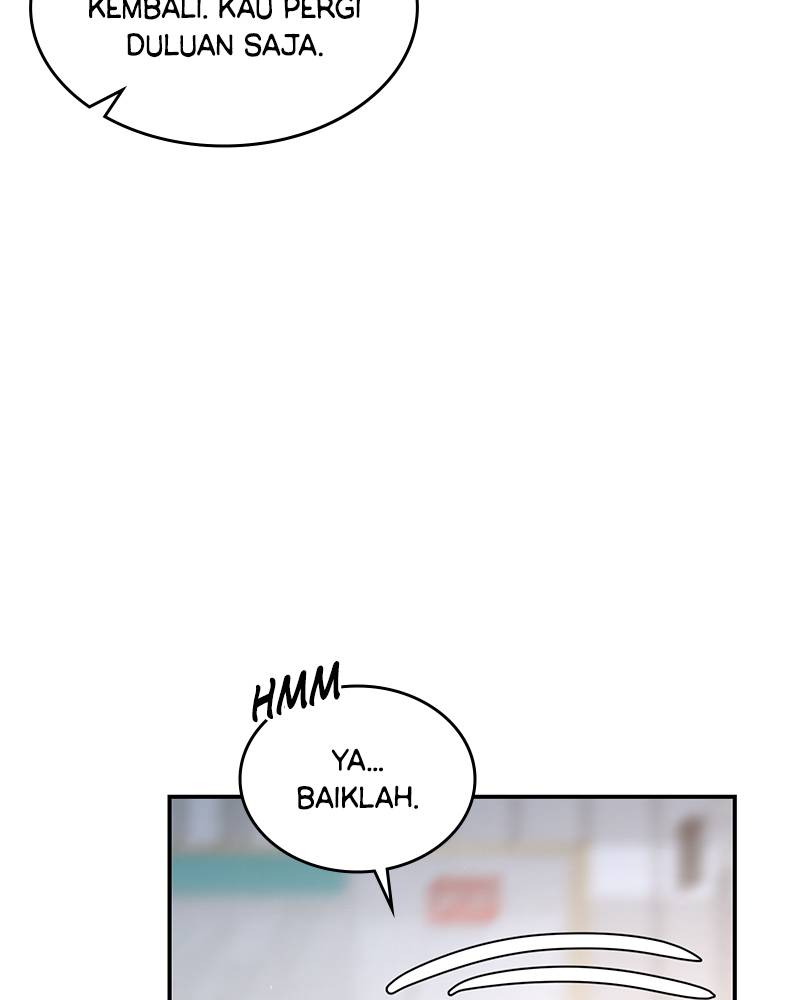 KEMBALI. KAU PERGI
DULUAN SAJA.
HMM
YA...
BAIKLAH.